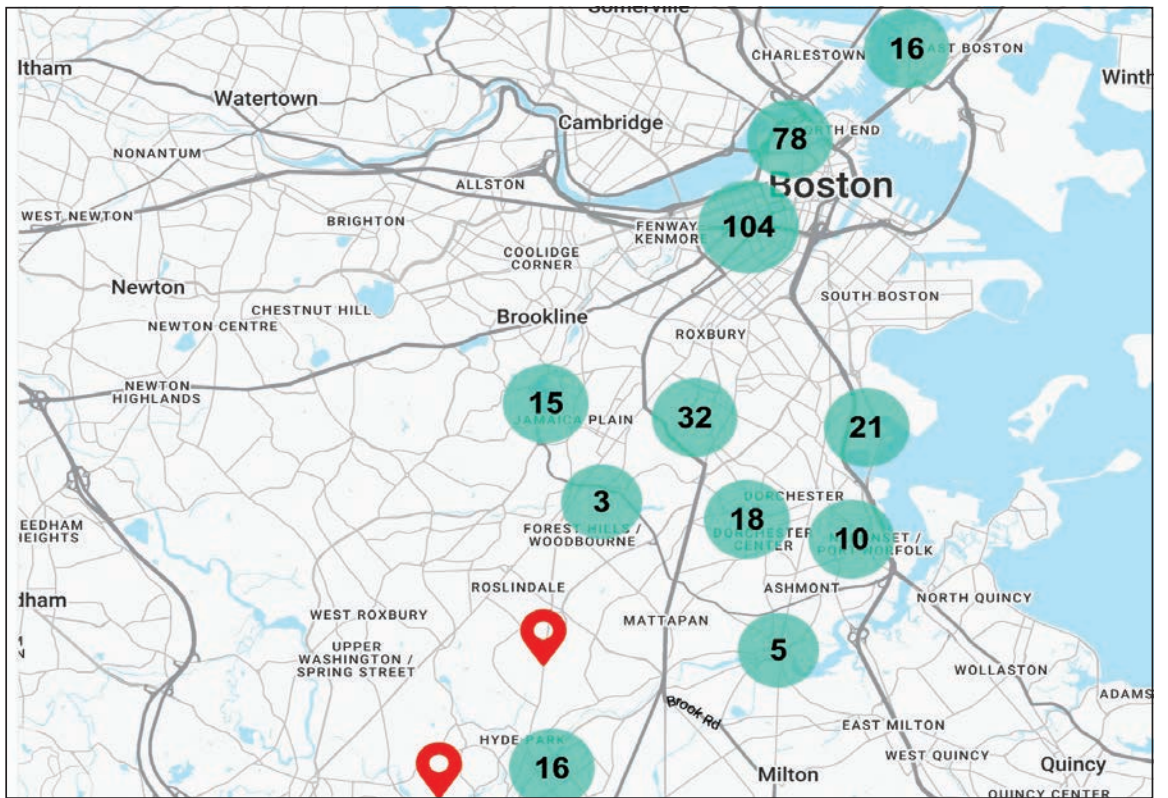 Somerville
CHARLESTOWN
16
EAST BOSTON
ltham
Winth
Watertown
Cambridge
78
NORTH END
NONANTUM
ALLSTON
Boston
WEST NEWTON
BRIGHTON
FENWAY
KENMORE
104
COOLIDGE
CORNER
Newton
CHESTNUT HILL
NEWTON CENTRE
Brookline
SOUTH BOSTON
ROXBURY
NEWTON
HIGHLANDS
15
JAMAICA PLAIN
32
21
3
FOREST HILLS /
WOODBOURNE
DORCHESTER
18
DORCHESTER
CENTER
10
PORT NORFOLK
EEDHAM
HEIGHTS
ROSLINDALE
ASHMONT
NORTH QUINCY
dham
WEST ROXBURY
MATTAPAN
UPPER
WASHINGTON /
SPRING STREET
5
WOLLASTON
ADAMS
Brook Rd
EAST MILTON
HYDE PARK
16
WEST QUINCY
Milton
Quincy
QUINCY CENTER